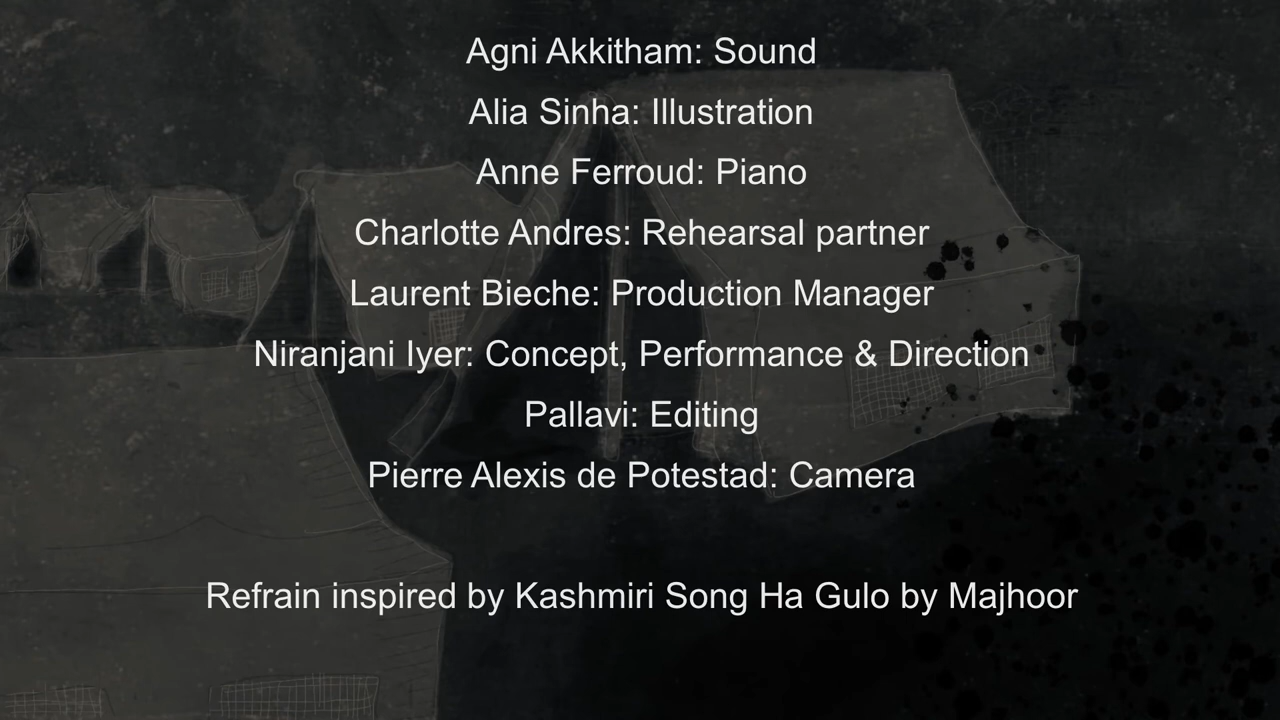 Agni Akkitham: Sound
Alia Sinha: Illustration
Anne Ferroud: Piano
Charlotte Andres: Rehearsal partner
Laurent Bieche: Production Manager
Niranjani Iyer: Concept, Performance & Direction
Pallavi: Editing
Pierre Alexis de Potestad: Camera
Refrain inspired by Kashmiri Song Ha Gulo by Majhoor